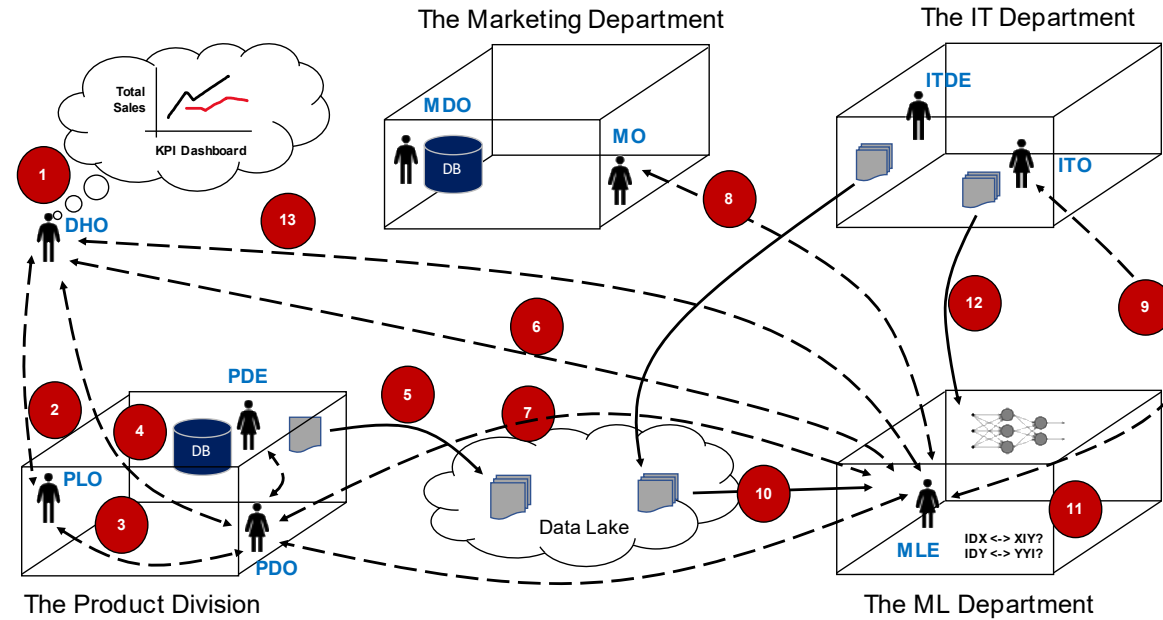 The Marketing Department
The IT Department
Total
Sales
KPI Dashboard
MDO
DB
MO
ITDE
ITO
1
DHO
13
8
12
9
6
PDE
2
4
DB
5
7
PLO
3
PDO
Data Lake
10
11
MLE
IDX <-> XIY?
IDY <-> YYI?
The Product Division
The ML Department